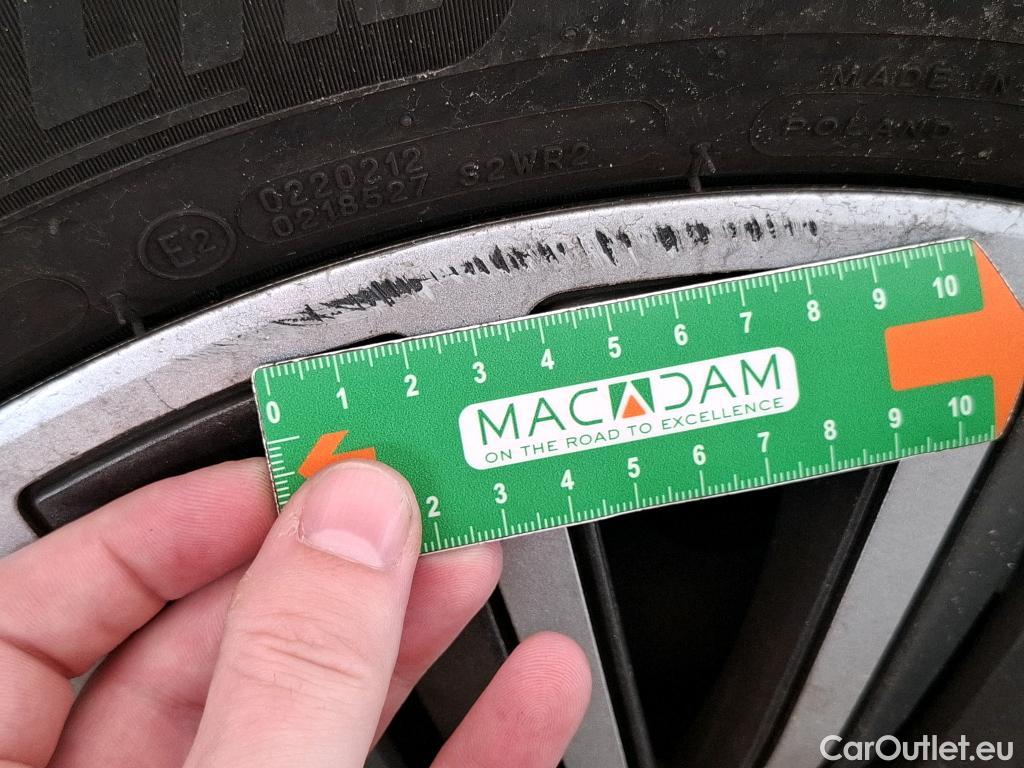 MADE IN
POLAND
0220212 S2WR2
0218527
E2
0 1 2 3 4 5 6 7 8 9 10
MACADAM
ON THE ROAD TO EXCELLENCE
2 3 4 5 6 7 8 9 10
CarOutlet.eu